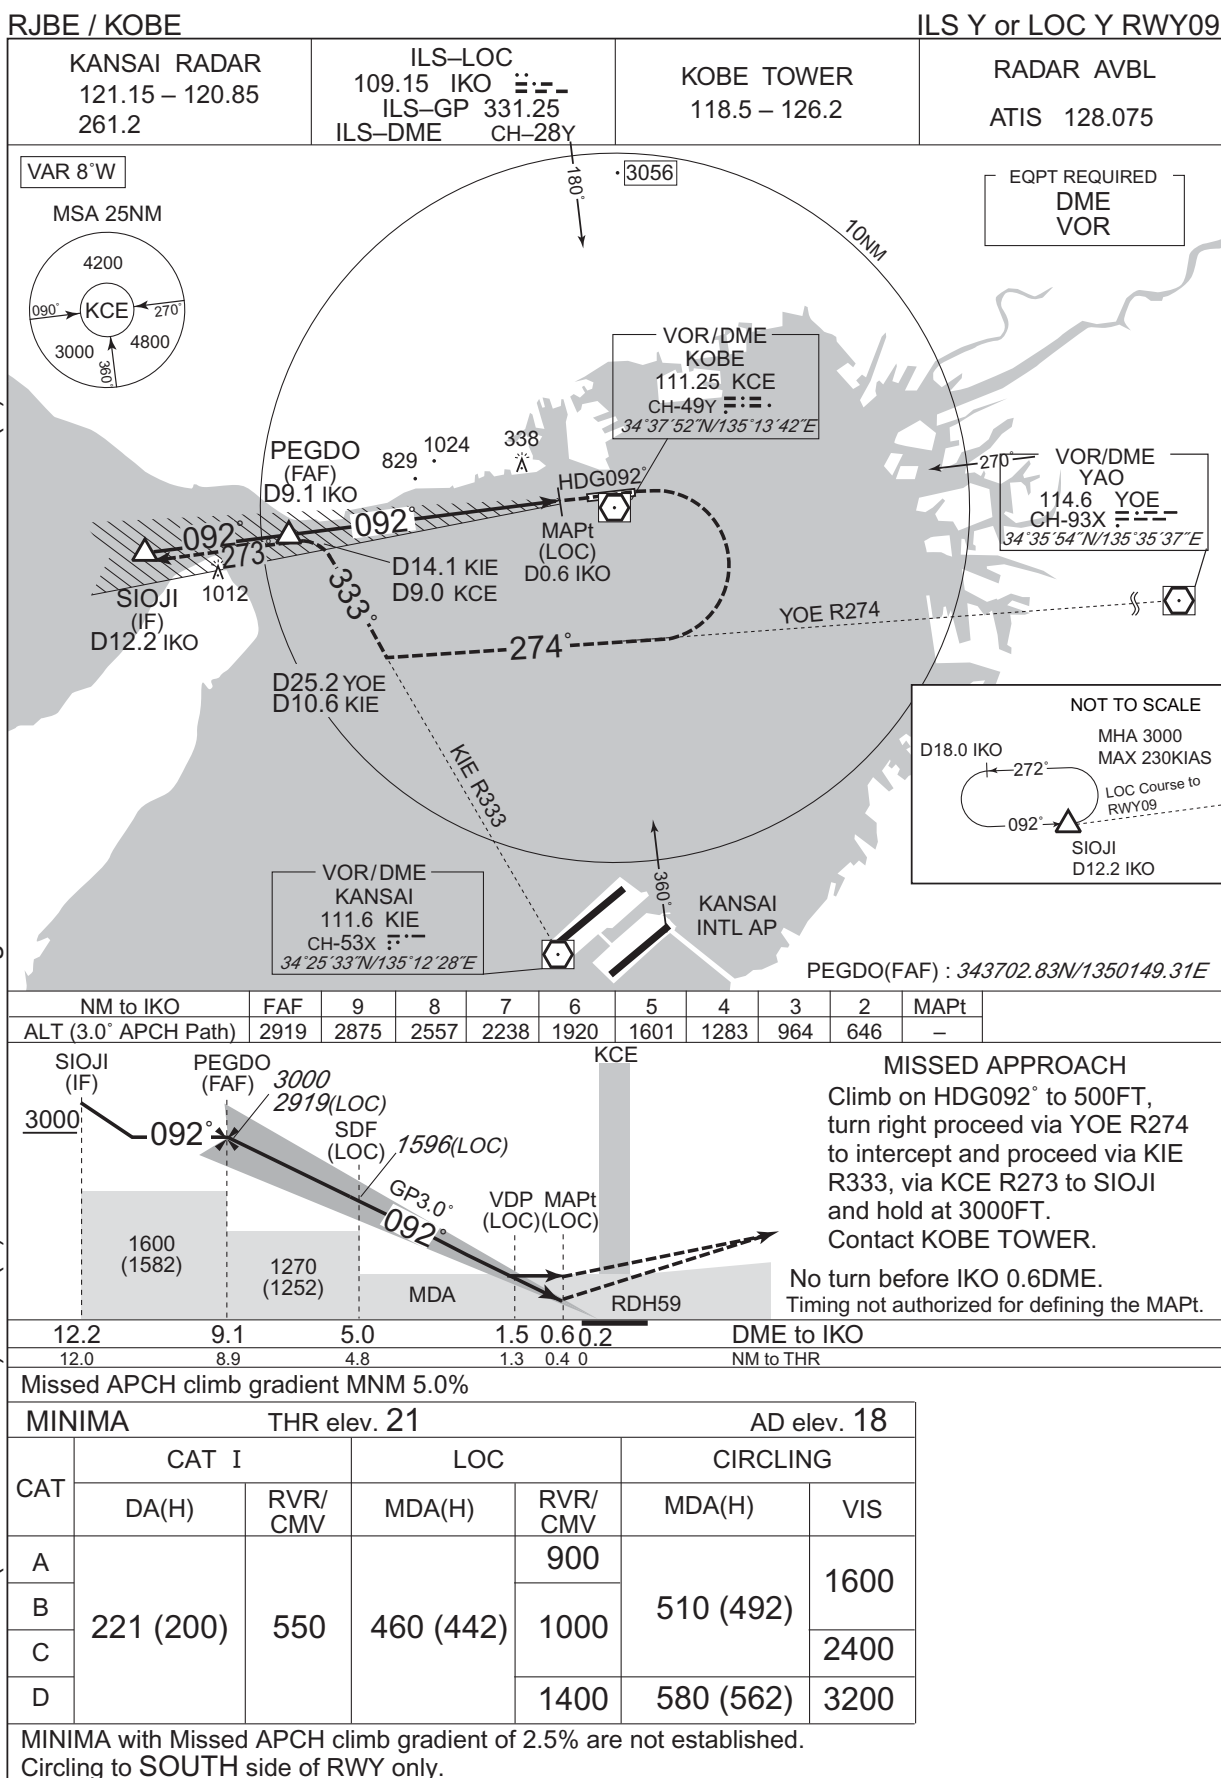 RJBE / KOBE
ILS Y or LOC Y RWY09
KANSAI RADAR
121.15 – 120.85
261.2
ILS–LOC
109.15 IKO
ILS–GP 331.25
ILS–DME CH–28Y
KOBE TOWER
118.5 – 126.2
RADAR AVBL
ATIS 128.075
VAR 8˚W
MSA 25NM
4200
090˚
KCE
270˚
3000
4800
360˚
180˚
3056
10NM
EQPT REQUIRED
DME
VOR
VOR/DME
KOBE
111.25 KCE
CH-49Y
34˚37´52˝N/135˚13´42˝E
PEGDO
(FAF)
D9.1 IKO
829
1024
338
HDG092˚
270˚
VOR/DME
YAO
114.6 YOE
CH-93X
34˚35´54˝N/135˚35´37˝E
092˚
092˚
273˚
MAPt
(LOC)
D0.6 IKO
D14.1 KIE
D9.0 KCE
1012
SIOJI
(IF)
D12.2 IKO
333˚
YOE R274
274˚
D25.2 YOE
D10.6 KIE
KIE R333
NOT TO SCALE
MHA 3000
MAX 230KIAS
D18.0 IKO
272˚
LOC Course to
RWY09
092˚
SIOJI
D12.2 IKO
VOR/DME
KANSAI
111.6 KIE
CH-53X
34˚25´33˝N/135˚12´28˝E
360˚
KANSAI
INTL AP
PEGDO(FAF) : 343702.83N/1350149.31E
NM to IKO FAF 9 8 7 6 5 4 3 2 MAPt
ALT (3.0˚ APCH Path) 2919 2875 2557 2238 1920 1601 1283 964 646 –
SIOJI
(IF)
PEGDO
(FAF)
3000
2919(LOC)
SDF
(LOC)
1596(LOC)
KCE
3000
092˚
GP3.0˚
092˚
VDP
(LOC)
MAPt
(LOC)
1600
(1582)
1270
(1252)
MDA
RDH59
MISSED APPROACH
Climb on HDG092˚ to 500FT,
turn right proceed via YOE R274
to intercept and proceed via KIE
R333, via KCE R273 to SIOJI
and hold at 3000FT.
Contact KOBE TOWER.
No turn before IKO 0.6DME.
Timing not authorized for defining the MAPt.
12.2 9.1 5.0 1.5 0.6 0.2 DME to IKO
12.0 8.9 4.8 1.3 0.4 0 NM to THR
Missed APCH climb gradient MNM 5.0%
MINIMA THR elev. 21 AD elev. 18
CAT
CAT I LOC CIRCLING
DA(H) RVR/CMV MDA(H) RVR/CMV MDA(H) VIS
A
B
C
D
221 (200)
550
460 (442)
900
1000
1400
510 (492)
580 (562)
1600
2400
3200
MINIMA with Missed APCH climb gradient of 2.5% are not established.
Circling to SOUTH side of RWY only.